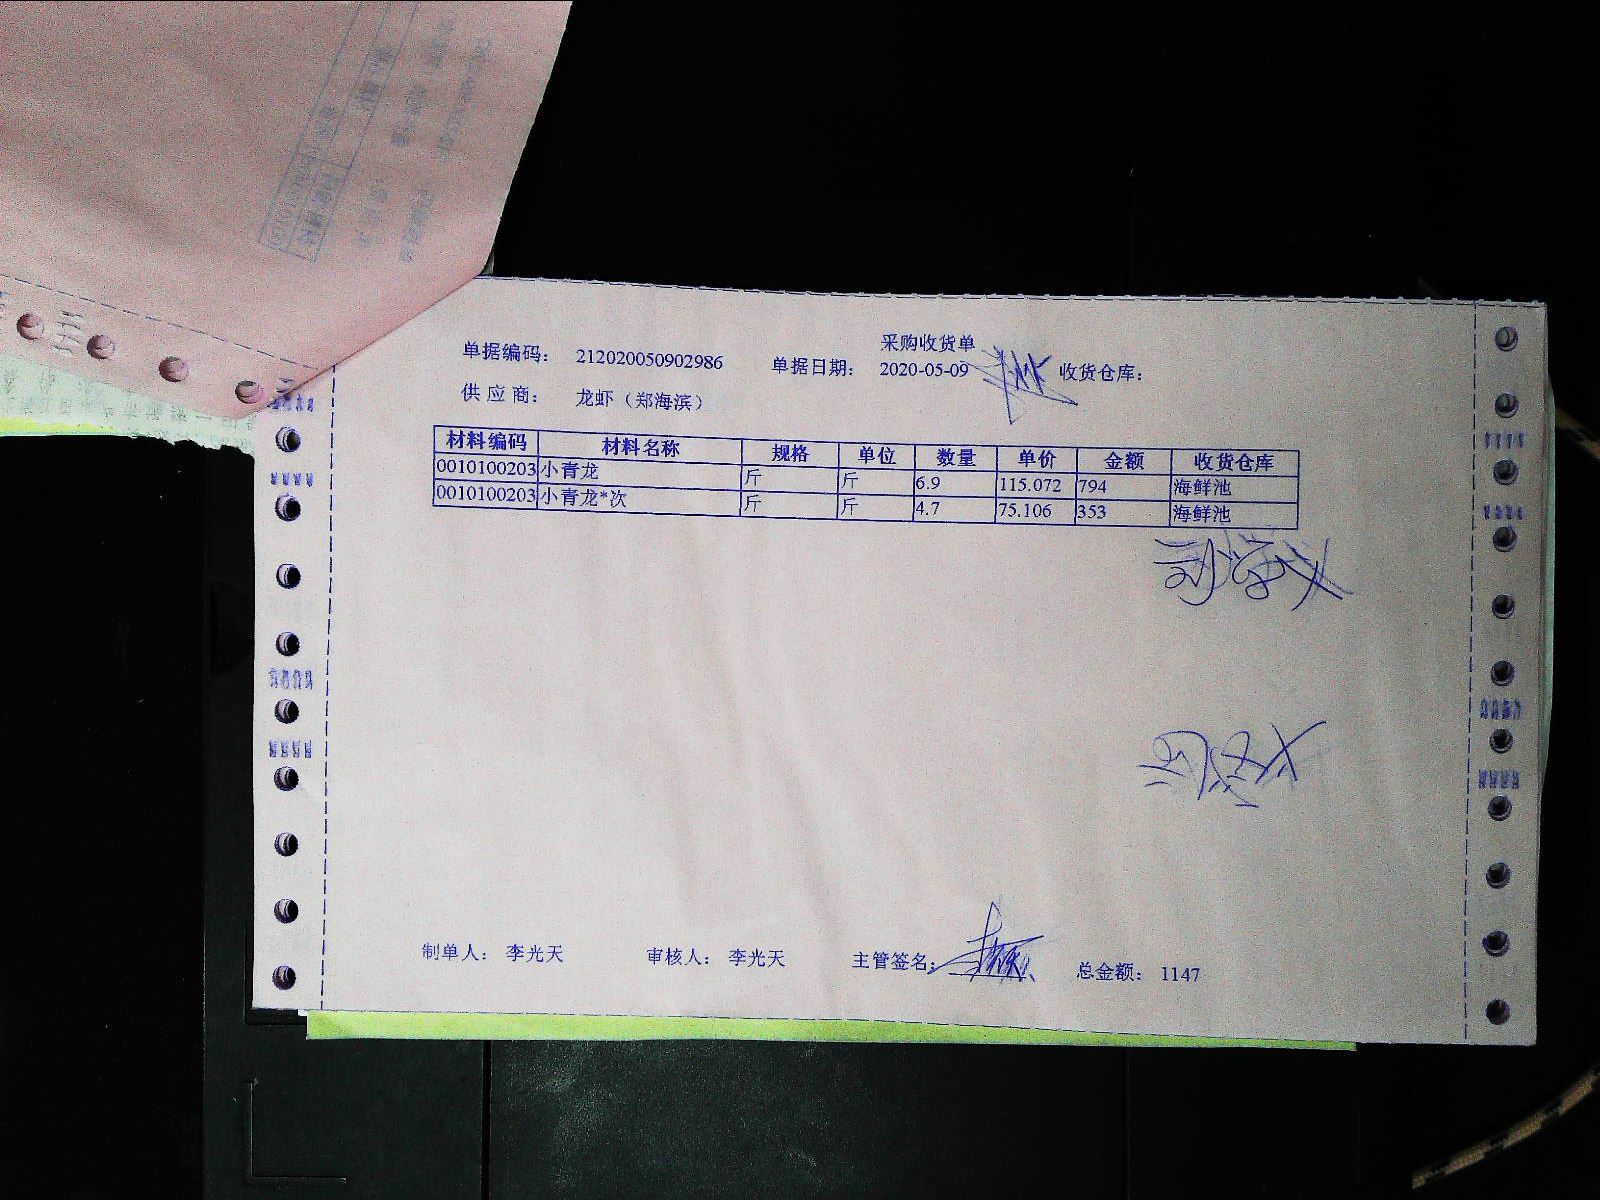 采购收货单
单据编码： 212020050902986 单据日期： 2020-05-09 收货仓库：
供 应 商： 龙虾（郑海滨）
材料编码 材料名称 规格 单位 数量 单价 金额 收货仓库
0010100203 小青龙 斤 斤 6.9 115.072 794 海鲜池
0010100203 小青龙*次 斤 斤 4.7 75.106 353 海鲜池
制单人： 李光天 审核人： 李光天 主管签名： 总金额： 1147